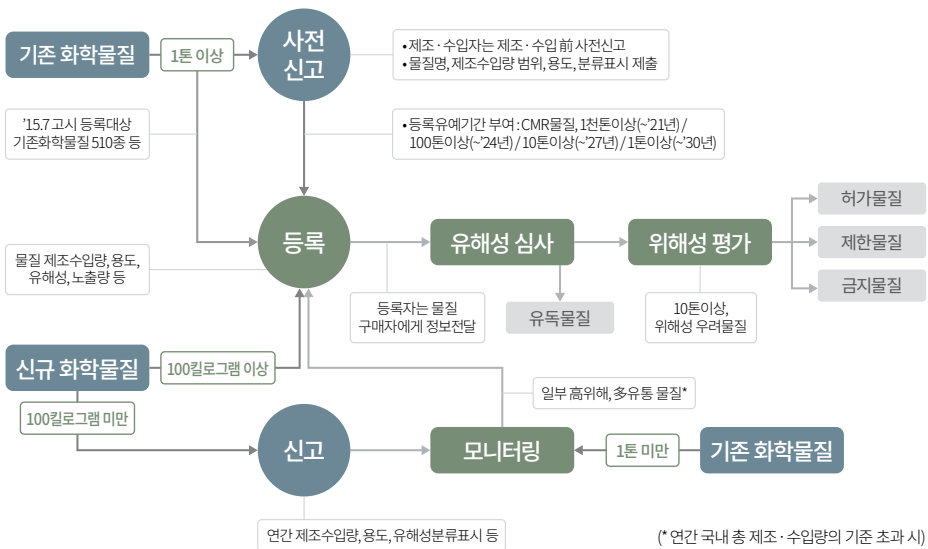 기존 화학물질
1톤 이상
사전
신고
• 제조 · 수입자는 제조 · 수입 前 사전신고
• 물질명, 제조수입량 범위, 용도, 분류표시 제출
’15.7 고시 등록대상
기존화학물질 510종 등
• 등록유예기간 부여 : CMR물질, 1천톤이상(~’21년) /
100톤이상(~’24년) / 10톤이상(~’27년) / 1톤이상(~’30년)
등록
유해성 심사
위해성 평가
허가물질
제한물질
금지물질
물질 제조수입량, 용도,
유해성, 노출량 등
등록자는 물질
구매자에게 정보전달
유독물질
10톤이상,
위해성 우려물질
신규 화학물질
100킬로그램 이상
100킬로그램 미만
일부 高위해, 多유통 물질*
신고
모니터링
1톤 미만
기존 화학물질
연간 제조수입량, 용도, 유해성분류표시 등
(* 연간 국내 총 제조 · 수입량의 기준 초과 시)